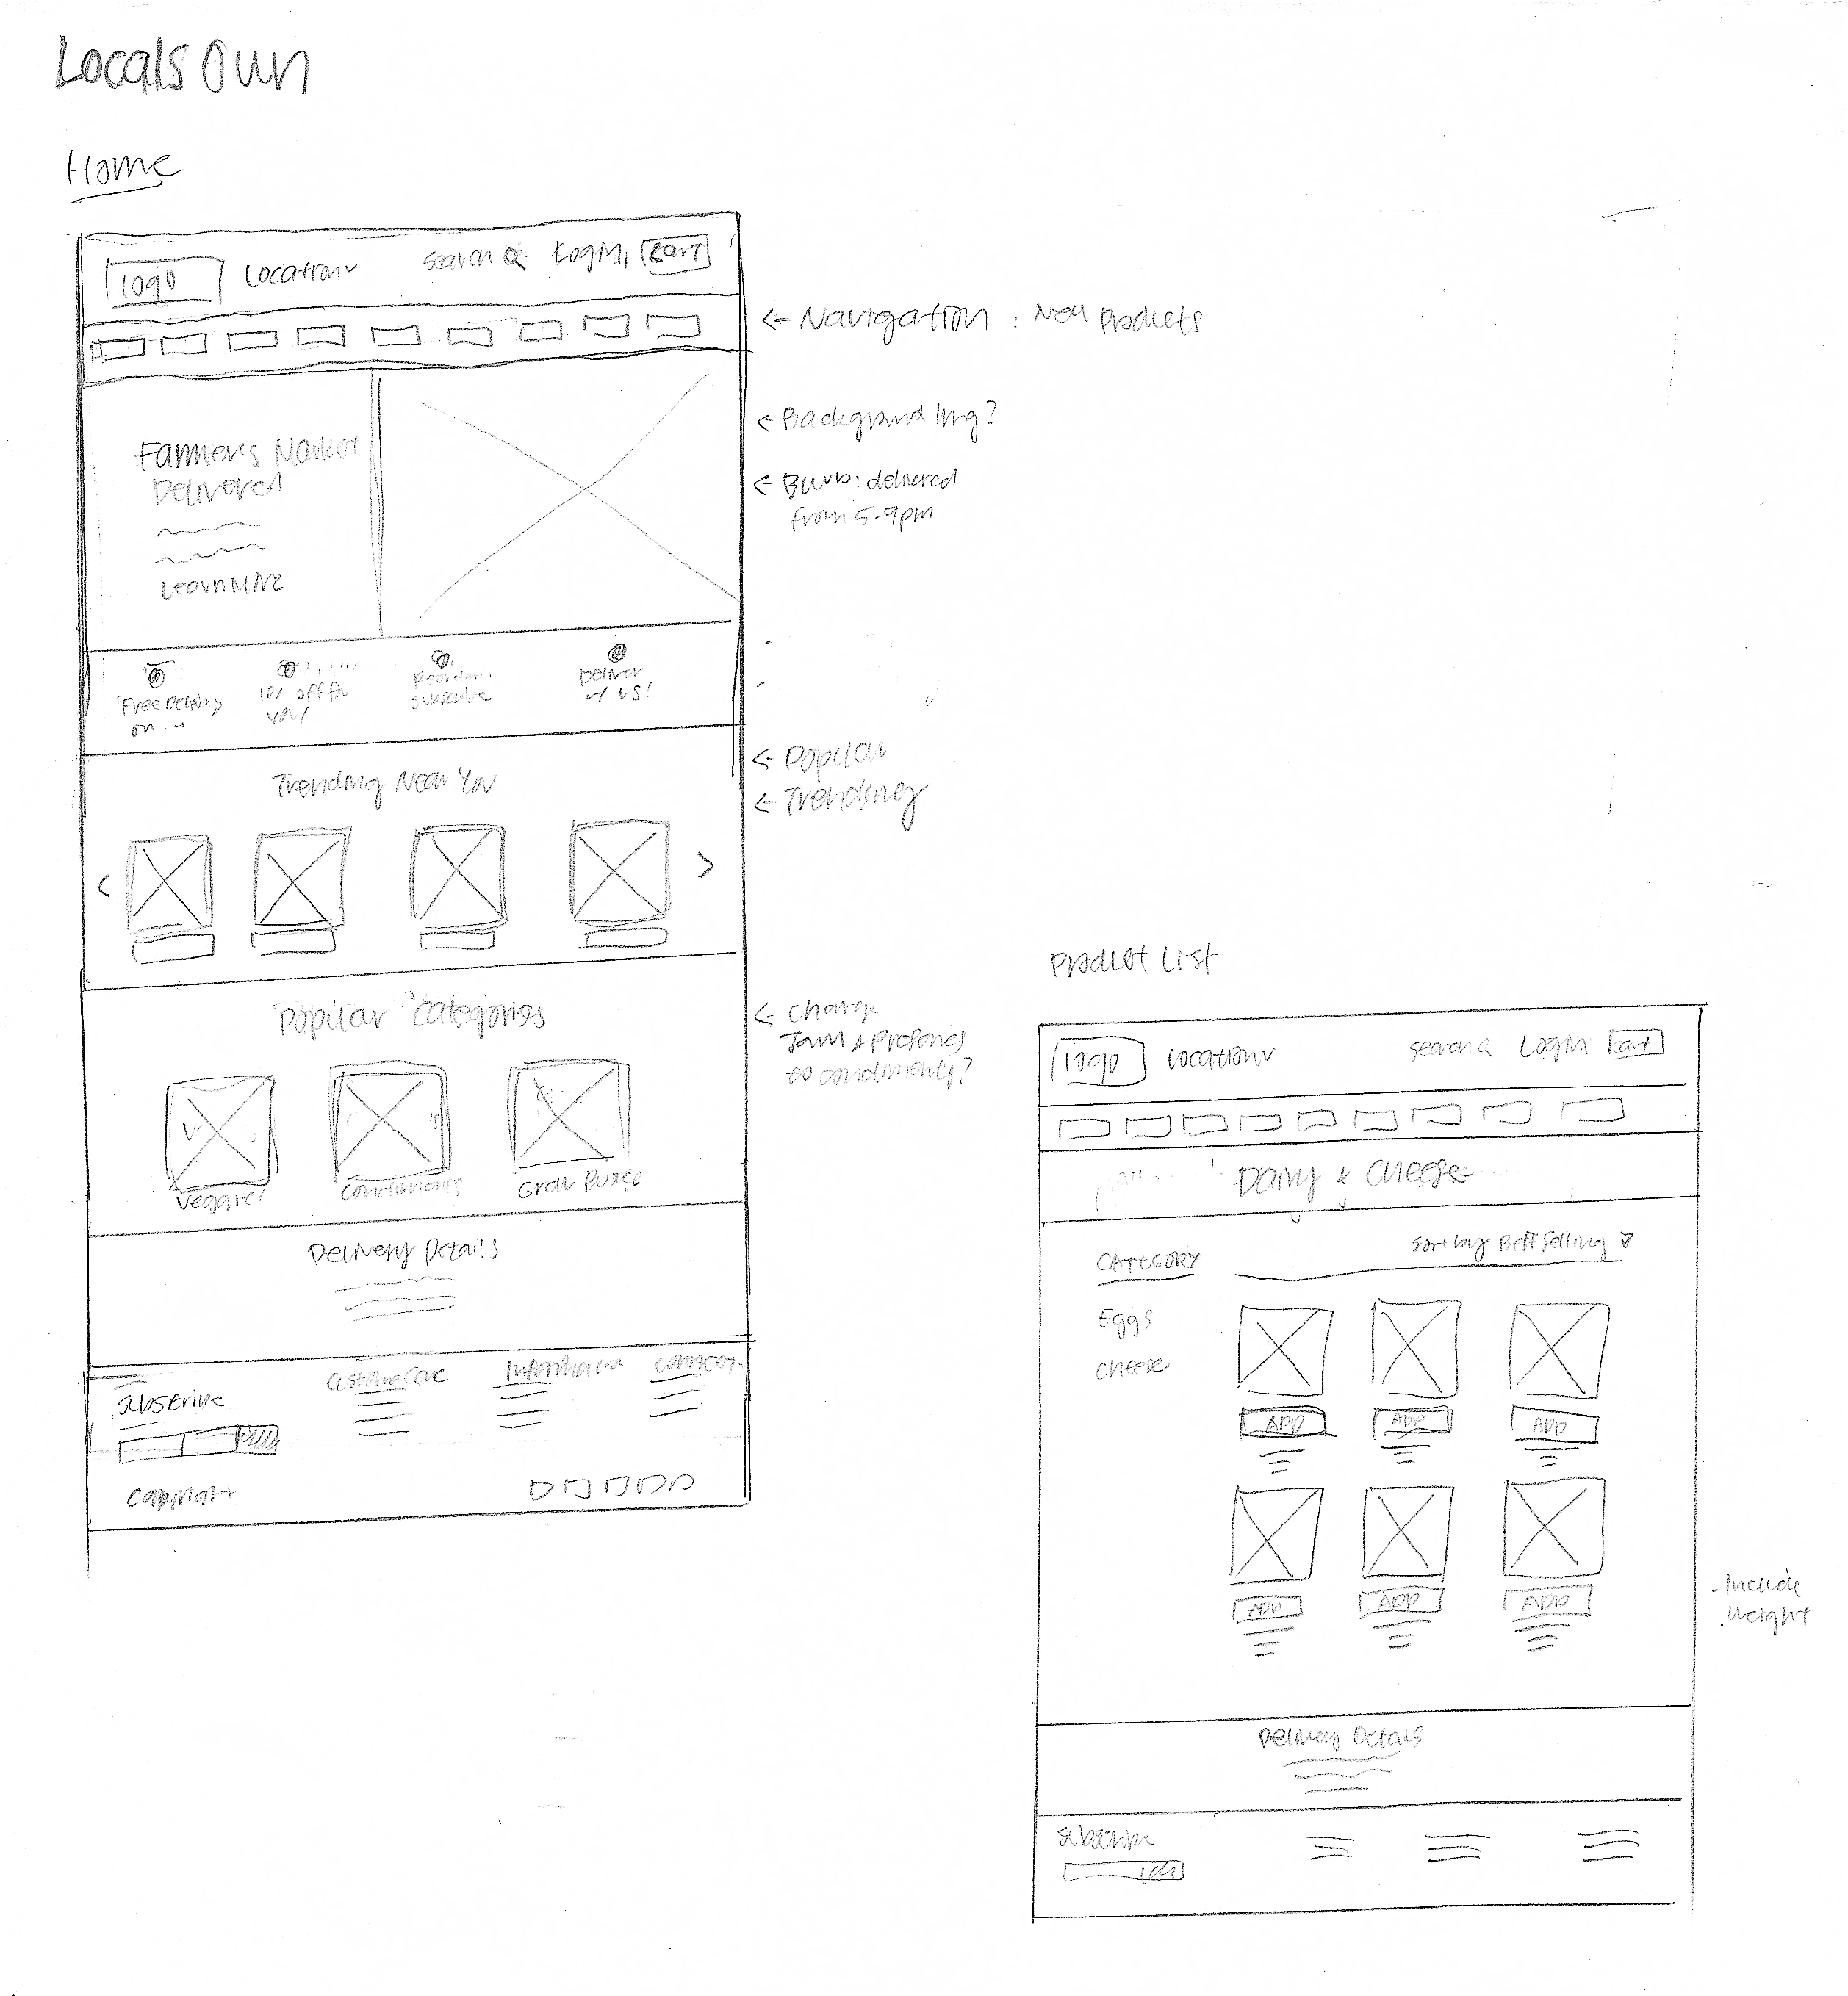 Locals Own
Home
logo
Location
search
Login
Cart
← Navigation : New Products
Farmers Market
Delivered
Learn More
< Background Img?
< Blurb: delivered
from 5-9pm
Free Delivery
on ...
10% off for
you!
Reorder
subscribe
Deliver
w/ us!
Trending Near You
← Popular
← Trending
<
>
Popular Categories
Veggies
Condiments
Grow Boxes
← change
Jam &
to condiments?
Delivery Details
Subscribe
Customer Care
Information
Connect
Copyright
Product List
logo
Location
search
Login
Cart
Dairy & Cheese
CATEGORY
Sort by Best Selling
Eggs
Cheese
ADD
ADD
ADD
ADD
ADD
ADD
- Include
weight
Delivery Details
Subscribe